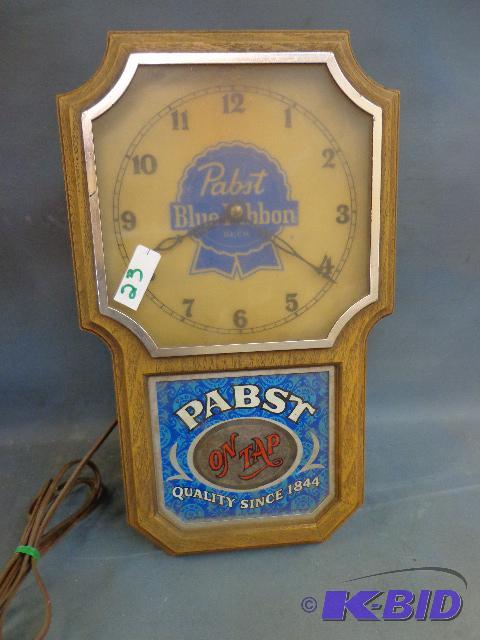 12
11 1
10 2
9 3
4
7 5
6
Pabst
Blue Ribbon
BEER
23
PABST
ON TAP
QUALITY SINCE 1844
© K-BID